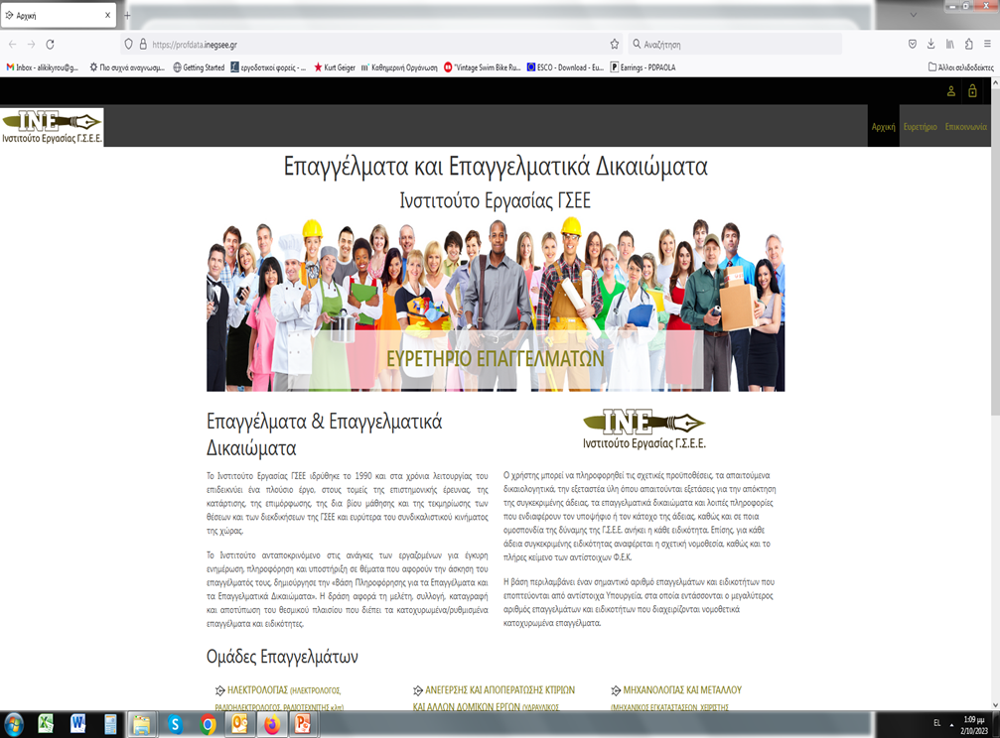 Αρχική
https://profdata.inegsee.gr
Αναζήτηση
Inbox - alikikyrou@g...
Πιο συχνά αναγνωσμ...
Getting Started
εργοδοτικοί φορείς - ...
Kurt Geiger
Καθημερινή Οργάνωση
"Vintage Swim Bike Ru...
ESCO - Download - Eu...
Earrings - PDPAOLA
Άλλοι σελιδοδείκτες
ΙΝΕ
Ινστιτούτο Εργασίας Γ.Σ.Ε.Ε.
Αρχική Ευρετήριο Επικοινωνία
Επαγγέλματα και Επαγγελματικά Δικαιώματα
Ινστιτούτο Εργασίας ΓΣΕΕ
ΕΥΡΕΤΗΡΙΟ ΕΠΑΓΓΕΛΜΑΤΩΝ
Επαγγέλματα & Επαγγελματικά
Δικαιώματα
Το Ινστιτούτο Εργασίας ΓΣΕΕ ιδρύθηκε το 1990 και στα χρόνια λειτουργίας του
επιδεικνύει ένα πλούσιο έργο, στους τομείς της επιστημονικής έρευνας, της
κατάρτισης, της επιμόρφωσης, της δια βίου μάθησης και της τεκμηρίωσης των
θέσεων και των διεκδικήσεων της ΓΣΕΕ και ευρύτερα του συνδικαλιστικού κινήματος
της χώρας.
Το Ινστιτούτο ανταποκρινόμενο στις ανάγκες των εργαζομένων για έγκυρη
ενημέρωση, πληροφόρηση και υποστήριξη σε θέματα που αφορούν την άσκηση του
επαγγέλματός τους, δημιούργησε την «Βάση Πληροφόρησης για τα Επαγγέλματα και
τα Επαγγελματικά Δικαιώματα». Η δράση αφορά τη μελέτη, συλλογή, καταγραφή
και αποτύπωση του θεσμικού πλαισίου που διέπει τα κατοχυρωμένα/ρυθμισμένα
επαγγέλματα και ειδικότητες.
ΙΝΕ
Ινστιτούτο Εργασίας Γ.Σ.Ε.Ε.
Ο χρήστης μπορεί να πληροφορηθεί τις σχετικές προϋποθέσεις, τα απαιτούμενα
δικαιολογητικά, την εξεταστέα ύλη όπου απαιτούνται εξετάσεις για την απόκτηση
της συγκεκριμένης άδειας, τα επαγγελματικά δικαιώματα και λοιπές πληροφορίες
που ενδιαφέρουν τον υποψήφιο ή τον κάτοχο της άδειας, καθώς και σε ποια
ομοσπονδία της δύναμης της Γ.Σ.Ε.Ε. ανήκει η κάθε ειδικότητα. Επίσης, για κάθε
άδεια συγκεκριμένης ειδικότητας αναφέρεται η σχετική νομοθεσία, καθώς και το
πλήρες κείμενο των αντίστοιχων Φ.Ε.Κ.
Η βάση περιλαμβάνει έναν σημαντικό αριθμό επαγγελμάτων και ειδικοτήτων που
εποπτεύονται από αντίστοιχα Υπουργεία, στα οποία εντάσσονται ο μεγαλύτερος
αριθμός επαγγελμάτων και ειδικοτήτων που διαχειρίζονται νομοθετικά
κατοχυρωμένα επαγγέλματα.
Ομάδες Επαγγελμάτων
ΗΛΕΚΤΡΟΛΟΓΙΑΣ (ΗΛΕΚΤΡΟΛΟΓΟΣ,
ΡΑΔΙΟΗΛΕΚΤΡΟΛΟΓΟΣ, ΡΑΔΙΟΤΕΧΝΙΤΗΣ κλπ)
ΑΝΕΓΕΡΣΗΣ ΚΑΙ ΑΠΟΠΕΡΑΤΩΣΗΣ ΚΤΙΡΙΩΝ
ΚΑΙ ΑΛΛΩΝ ΔΟΜΙΚΩΝ ΕΡΓΩΝ (ΥΔΡΑΥΛΙΚΟΣ
ΜΗΧΑΝΟΛΟΓΙΑΣ ΚΑΙ ΜΕΤΑΛΛΟΥ
(ΜΗΧΑΝΙΚΟΣ ΕΓΚΑΤΑΣΤΑΣΕΩΝ, ΧΕΙΡΙΣΤΗΣ
EL
1:09 μμ
2/10/2023